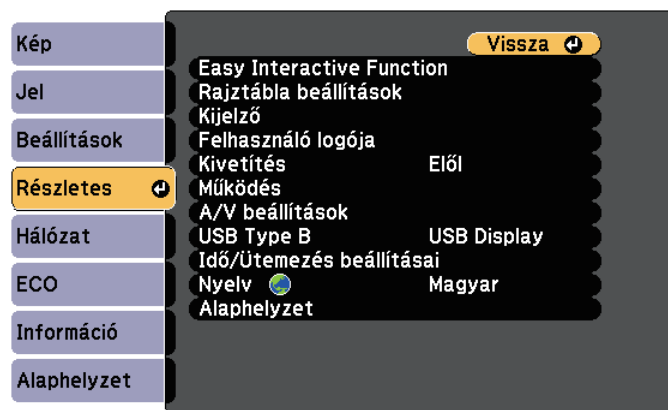 Kép
Jel
Beállítások
Részletes
Hálózat
ECO
Információ
Alaphelyzet
Vissza
Easy Interactive Function
Rajztábla beállítások
Kijelző
Felhasználó logója
Kivetítés Elől
Működés
A/V beállítások
USB Type B USB Display
Idő/Ütemezés beállításai
Nyelv Magyar
Alaphelyzet